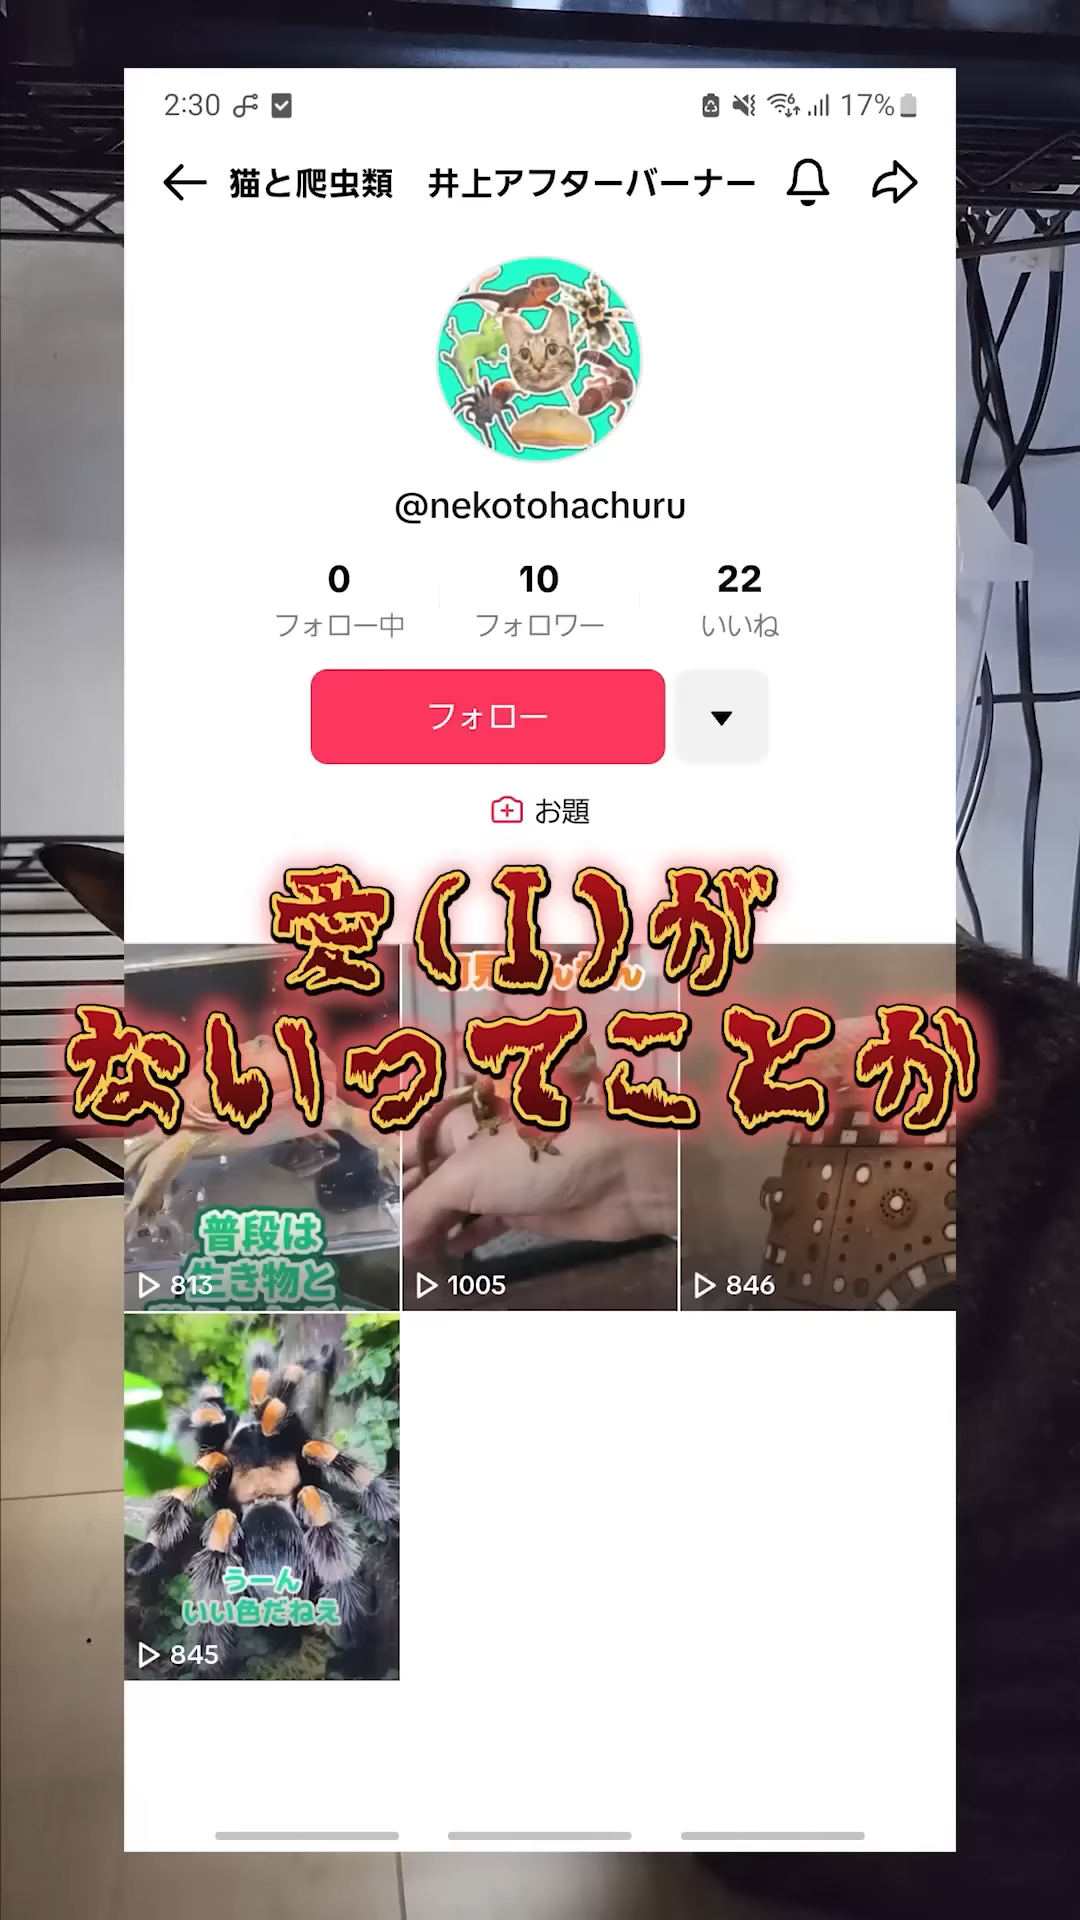 2:30
17%
猫と爬虫類 井上アフターバーナー
@nekotohachuru
0
10
22
フォロー中
フォロワー
いいね
フォロー
お題
愛(I)が
ないってことか
普段は
生き物と
813
1005
846
うーん
いい色だねえ
845